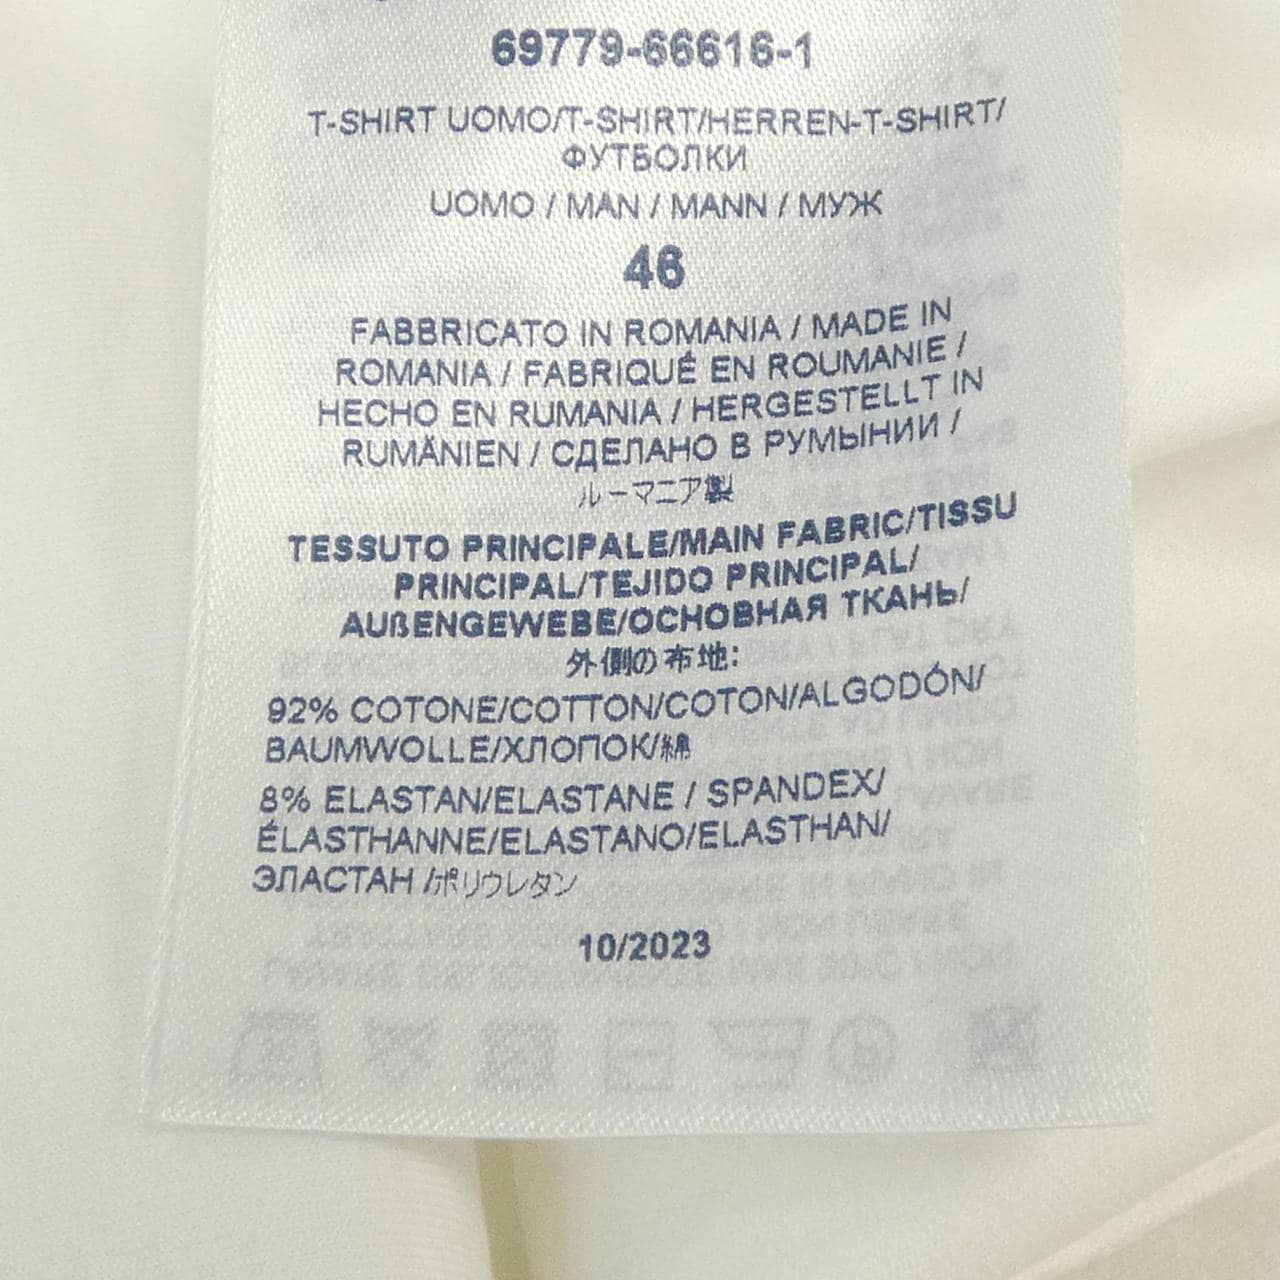 69779-66616-1
T-SHIRT UOMO/T-SHIRT/HERREN-T-SHIRT/
ФУТБОЛКИ
UOMO / MAN / MANN / МУЖ
46
FABBRICATO IN ROMANIA / MADE IN
ROMANIA / FABRIQUÉ EN ROUMANIE /
HECHO EN RUMANIA / HERGESTELLT IN
RUMÄNIEN / СДЕЛАНО В РУМЫНИИ /
ルーマニア製
TESSUTO PRINCIPALE/MAIN FABRIC/TISSU
PRINCIPAL/TEJIDO PRINCIPAL/
AUßENGEWEBE/ОСНОВНАЯ ТКАНЬ/
外側の布地:
92% COTONE/COTTON/COTON/ALGODÓN/
BAUMWOLLE/ХЛОПОК/綿
8% ELASTAN/ELASTANE / SPANDEX/
ÉLASTHANNE/ELASTANO/ELASTHAN/
ЭЛАСТАН /ポリウレタン
10/2023